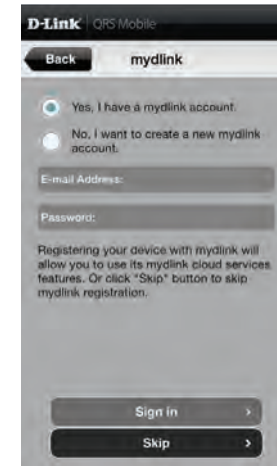 D-Link QRS Mobile
Back mydlink
Yes, I have a mydlink account.
No, I want to create a new mydlink
account.
E-mail Address:
Password:
Registering your device with mydlink will
allow you to use its mydlink cloud services
features. Or click "Skip" button to skip
mydlink registration.
Sign in
Skip